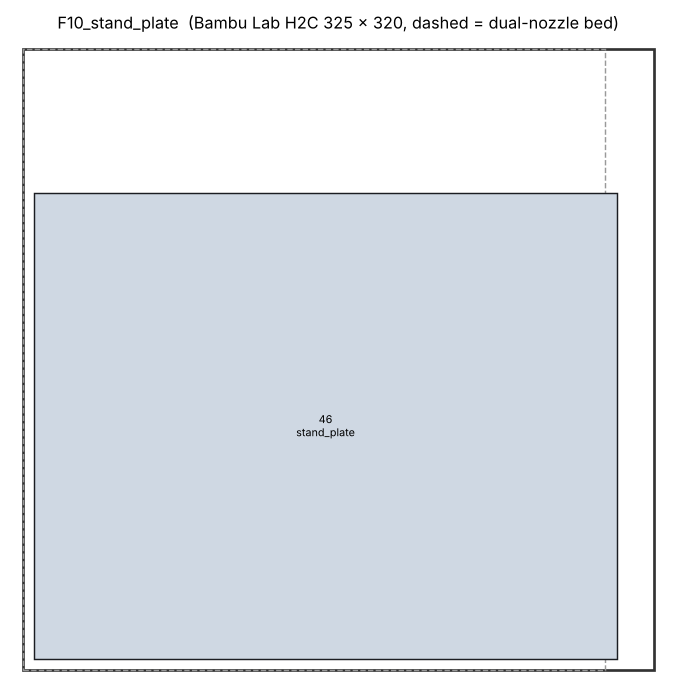 F10_stand_plate (Bambu Lab H2C 325 × 320, dashed = dual-nozzle bed)
46
stand_plate